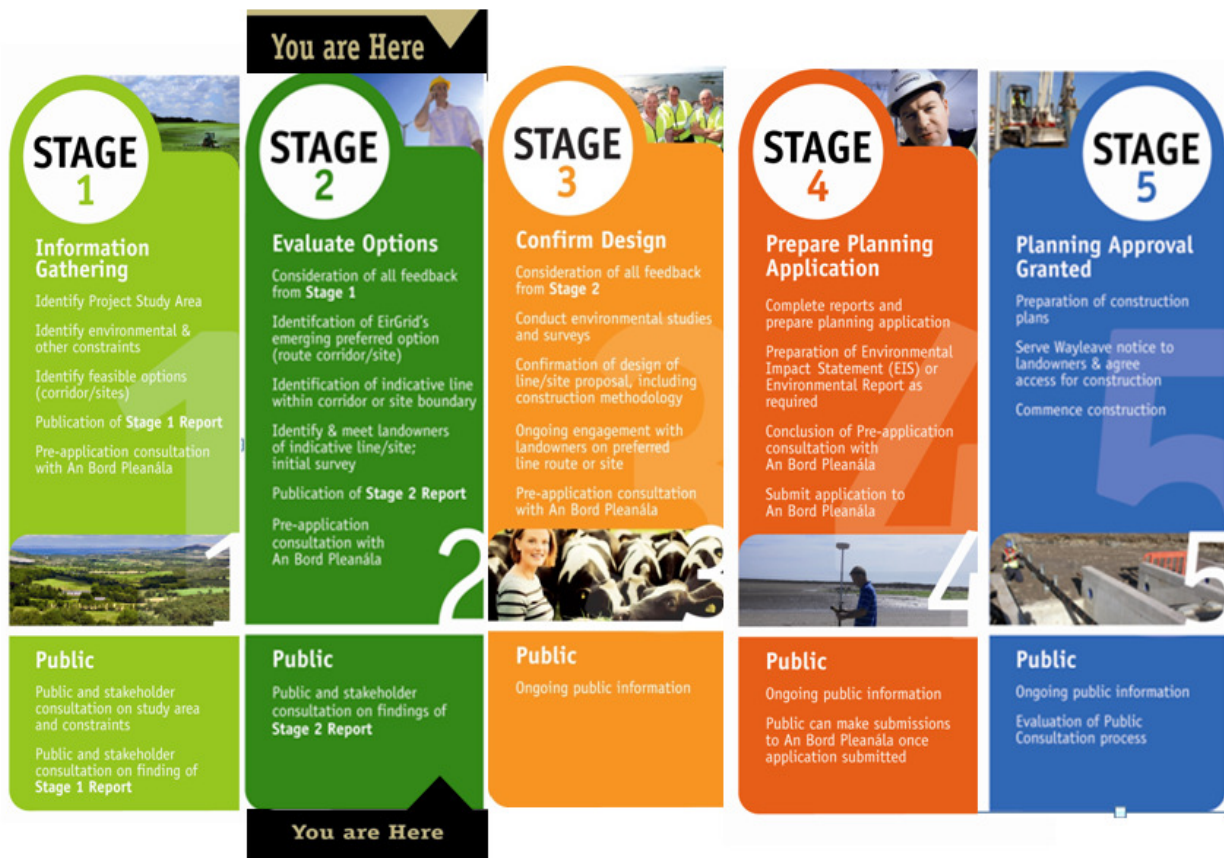 You are Here
STAGE
1
Information
Gathering
Identify Project Study Area
Identify environmental &
other constraints
Identify feasible options
(corridor/sites)
Publication of Stage 1 Report
Pre-application consultation
with An Bord Pleanála
1
1
Public
Public and stakeholder
consultation on study area
and constraints
Public and stakeholder
consultation on finding of
Stage 1 Report
STAGE
2
Evaluate Options
Consideration of all feedback
from Stage 1
Identifcation of EirGrid's
emerging preferred option
(route corridor/site)
Identification of indicative line
within corridor or site boundary
Identify & meet landowners
of indicative line/site;
initial survey
Publication of Stage 2 Report
Pre-application
consultation with
An Bord Pleanála
2
Public
Public and stakeholder
consultation on findings of
Stage 2 Report
You are Here
STAGE
3
Confirm Design
Consideration of all feedback
from Stage 2
Conduct environmental studies
and surveys
Confirmation of design of
line/site proposal, including
construction methodology
Ongoing engagement with
landowners on preferred
line route or site
Pre-application consultation
with An Bord Pleanála
3
3
Public
Ongoing public information
STAGE
4
Prepare Planning
Application
Complete reports and
prepare planning application
Preparation of Environmental
Impact Statement (EIS) or
Environmental Report as
required
Conclusion of Pre-application
consultation with
An Bord Pleanála
Submit application to
An Bord Pleanála
4
4
Public
Ongoing public information
Public can make submissions
to An Bord Pleanála once
application submitted
STAGE
5
Planning Approval
Granted
Preparation of construction
plans
Serve Wayleave notice to
landowners & agree
access for construction
Commence construction
5
5
Public
Ongoing public information
Evaluation of Public
Consultation process